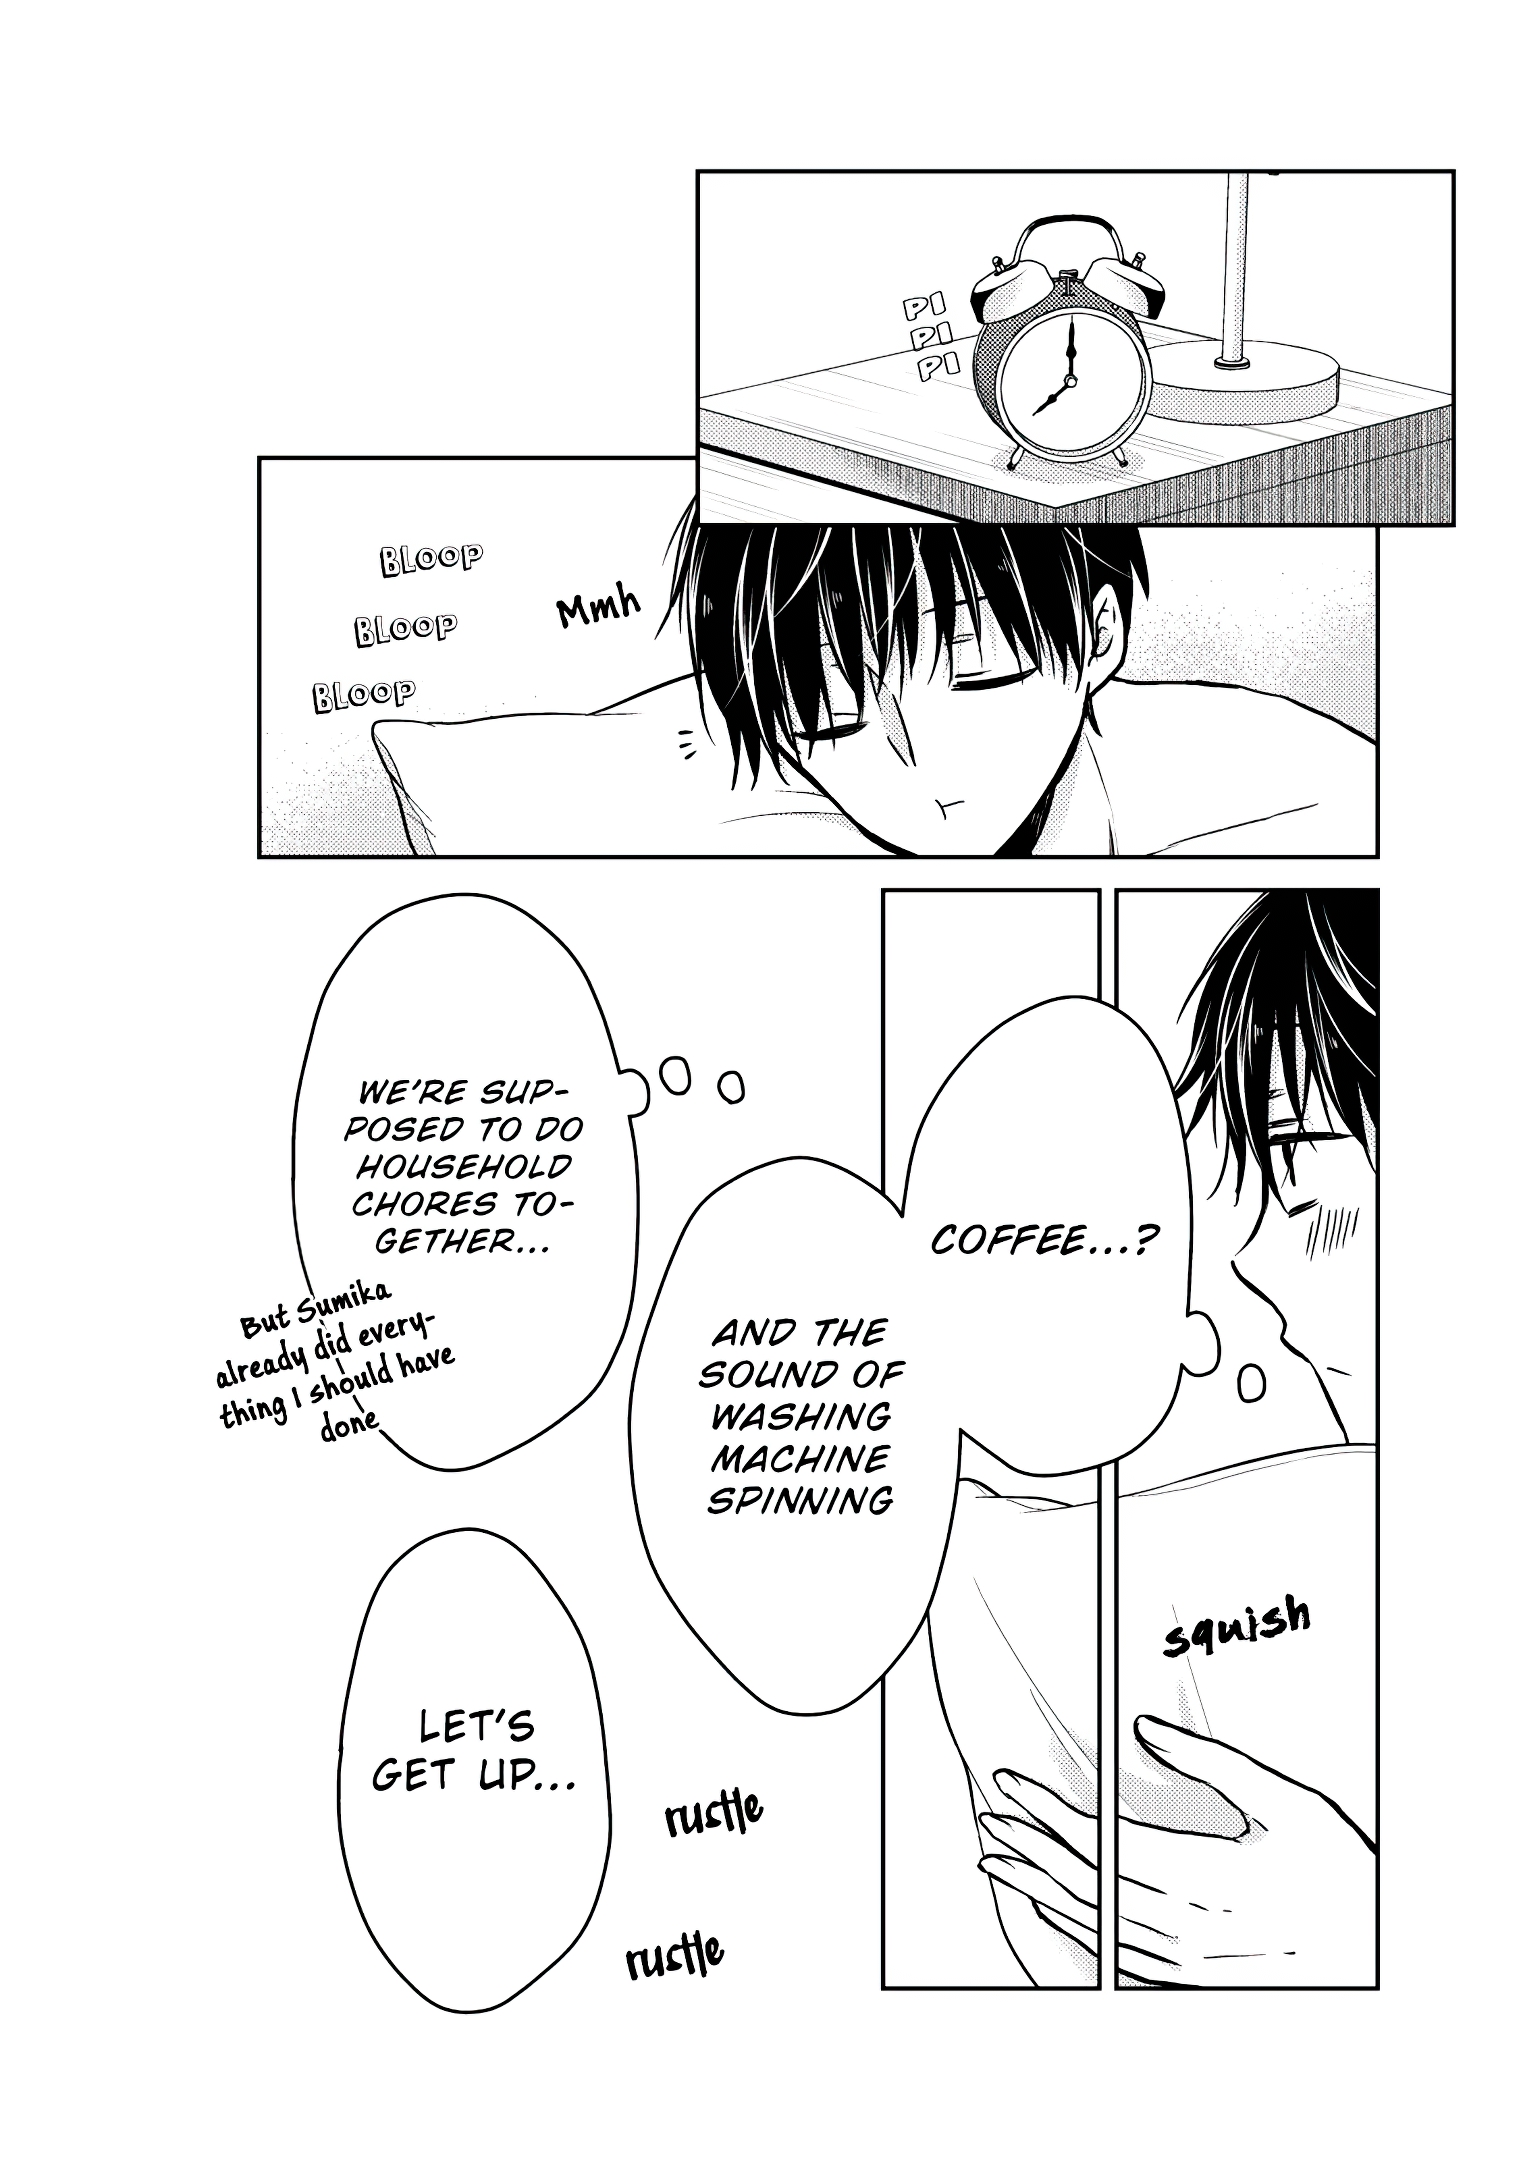 PI
PI
PI
Mmh
BLOOP
BLOOP
BLOOP
COFFEE...?
AND THE
SOUND OF
WASHING
MACHINE
SPINNING
squish
WE'RE SUP-
POSED TO DO
HOUSEHOLD
CHORES TO-
GETHER...
But Sumika
already did every-
thing I should have
done
LET'S
GET UP...
rustle
rustle